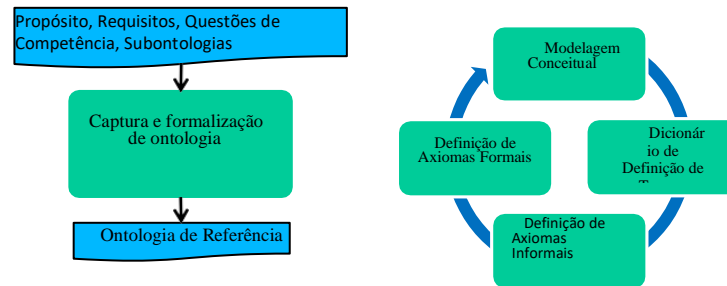 Propósito, Requisitos, Questões de
Competência, Subontologias
Captura e formalização
de ontologia
Ontologia de Referência
Modelagem
Conceitual
Dicionár
io de
Definição de
Definição de
Axiomas
Informais
Definição de
Axiomas Formais